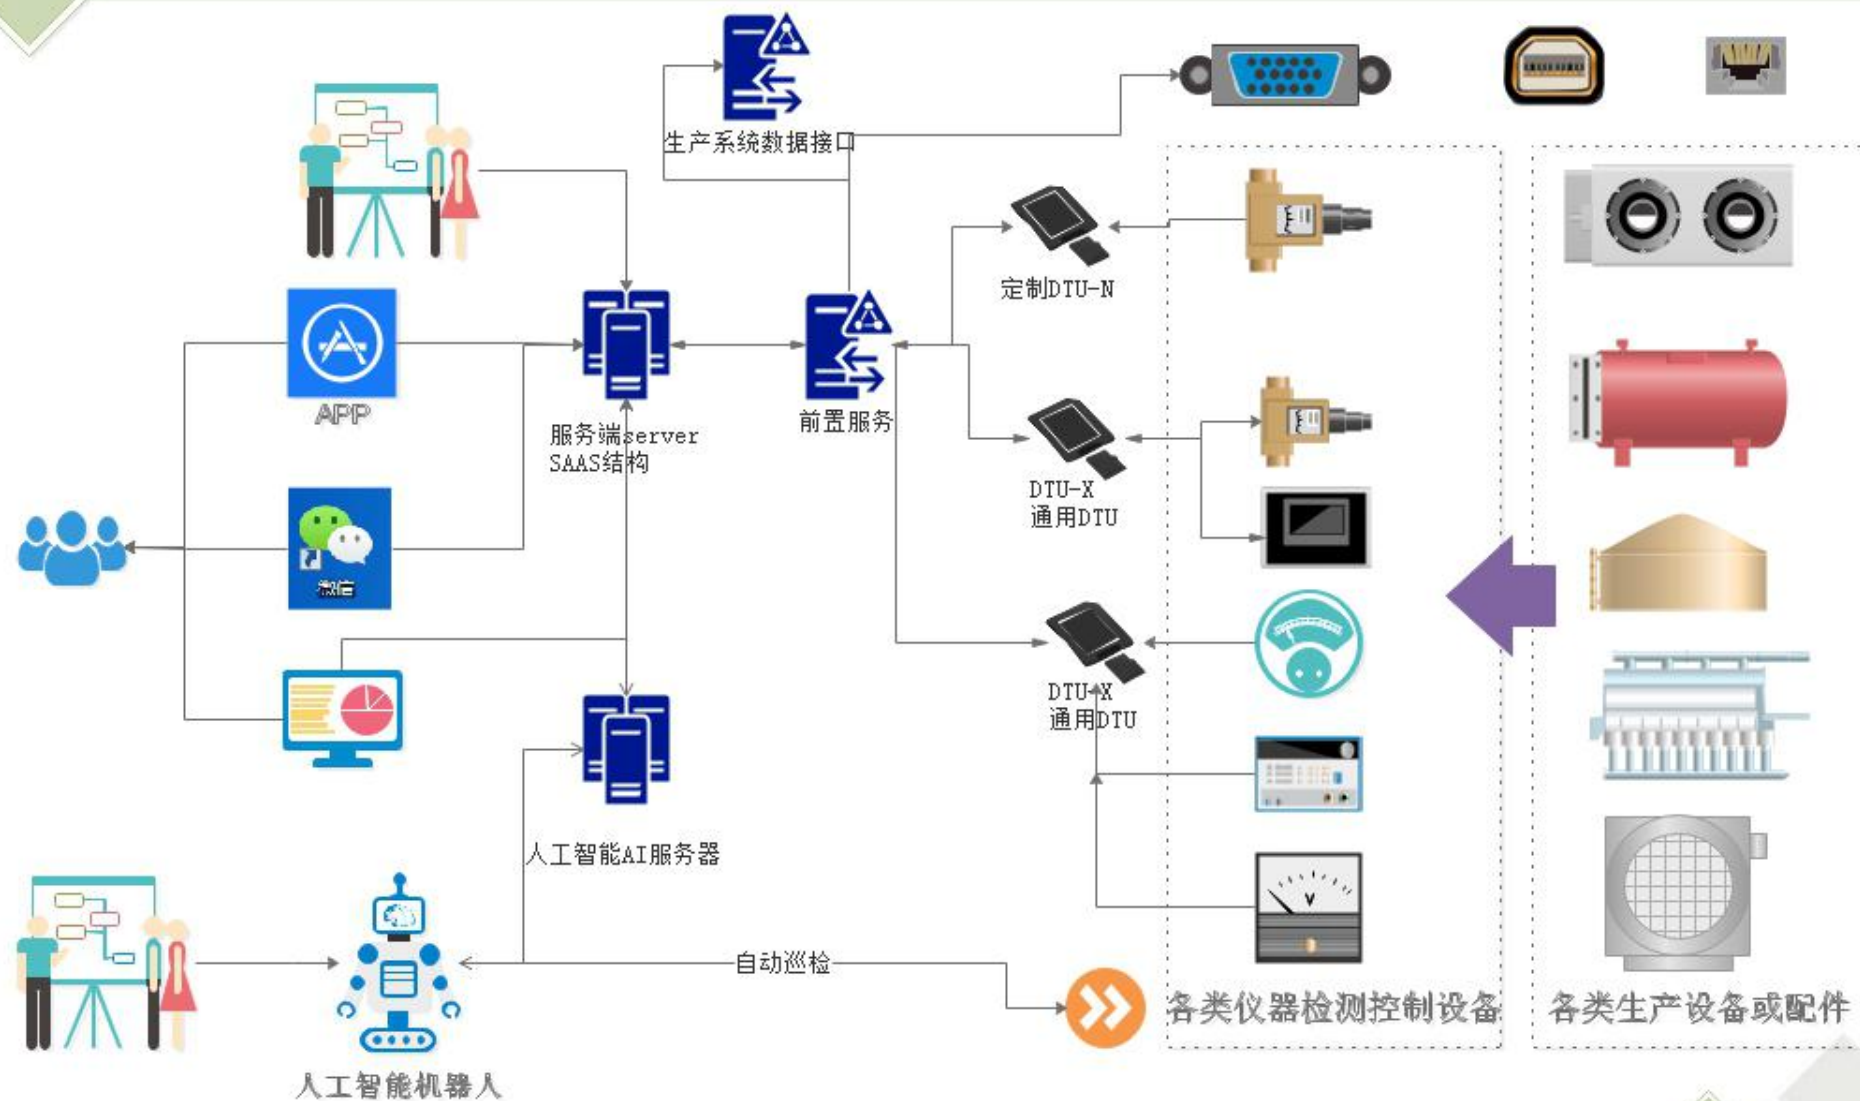 生产系统数据接口
定制DTU-N
APP
服务端server
SAAS结构
前置服务
DTU-X
通用DTU
微信
DTU-X
通用DTU
V
人工智能AI服务器
自动巡检
各类仪器检测控制设备
各类生产设备或配件
人工智能机器人